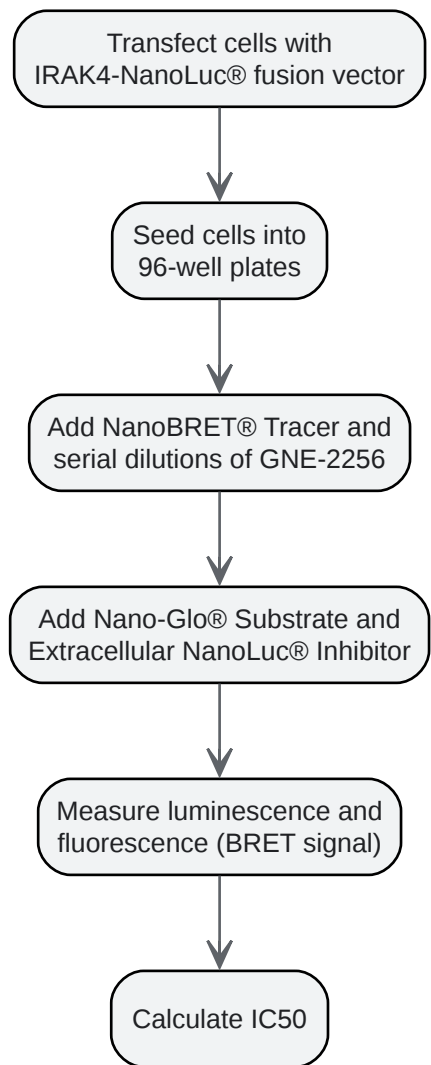 Transfect cells with
IRAK4-NanoLuc® fusion vector
Seed cells into
96-well plates
Add NanoBRET® Tracer and
serial dilutions of GNE-2256
Add Nano-Glo® Substrate and
Extracellular NanoLuc® Inhibitor
Measure luminescence and
fluorescence (BRET signal)
Calculate IC50